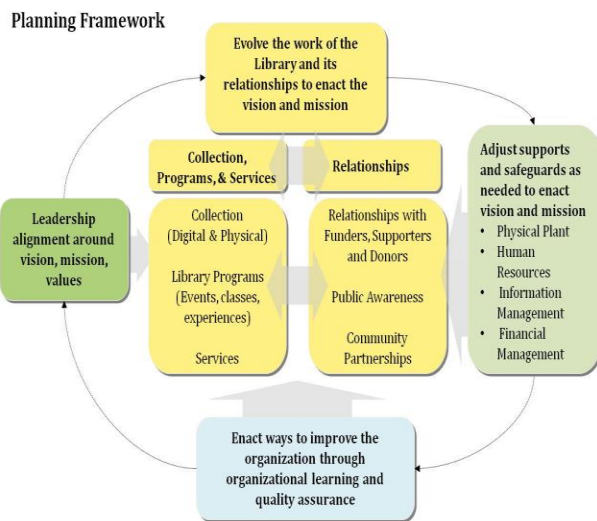 Planning Framework
Evolve the work of the
Library and its
relationships to enact the
vision and mission
Collection,
Programs, & Services
Relationships
Adjust supports
and safeguards as
needed to enact
vision and mission
• Physical Plant
• Human
Resources
• Information
Management
• Financial
Management
Leadership
alignment around
vision, mission,
values
Collection
(Digital & Physical)
Library Programs
(Events, classes,
experiences)
Services
Relationships with
Funders, Supporters
and Donors
Public Awareness
Community
Partnerships
Enact ways to improve the
organization through
organizational learning and
quality assurance